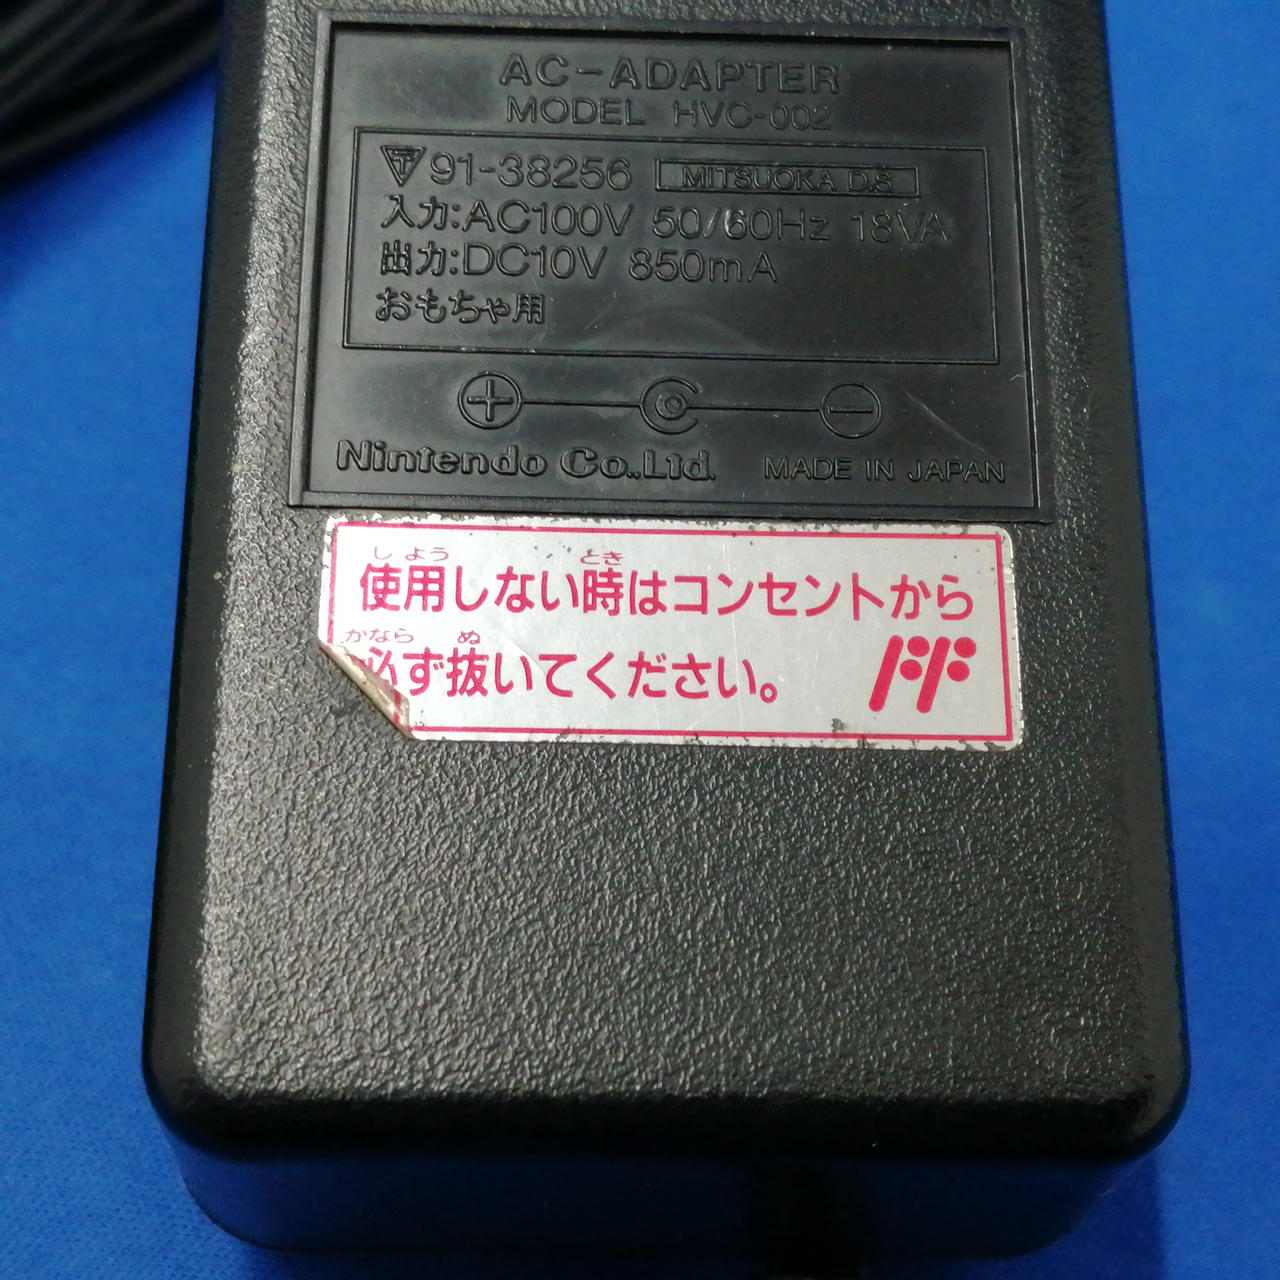 AC-ADAPTER
MODEL HVC-002
91-38256 MITSUOKA D.S
入力:AC100V 50/60Hz 18VA
出力:DC10V 850mA
おもちゃ用
Nintendo Co.,Ltd. MADE IN JAPAN
しよう とき
使用しない時はコンセントから
かなら ぬ
必ず抜いてください。